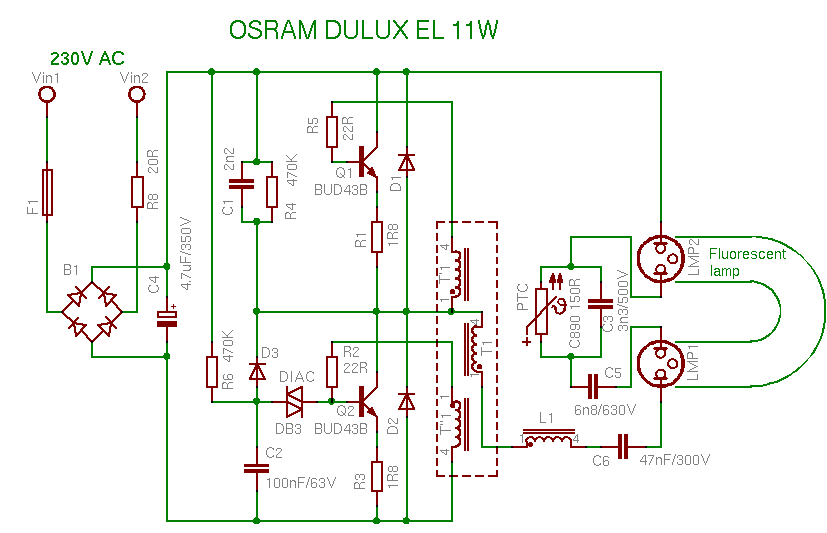 OSRAM DULUX EL 11W
230V AC
Vin1
Vin2
F1
20R
R8
B1
C4
4.7uF/350V
+
2n2
C1
470K
R4
R5
22R
Q1
BUD43B
D1
R1
1R8
4
T'1
1
4
T1
1
1
T"1
4
R6
470K
D3
DIAC
DB3
R2
22R
Q2
BUD43B
D2
R3
1R8
C2
100nF/63V
PTC
+
C890 150R
C3
3n3/500V
LMP2
Fluorescent
lamp
LMP1
C5
6n8/630V
L1
1
4
C6
47nF/300V